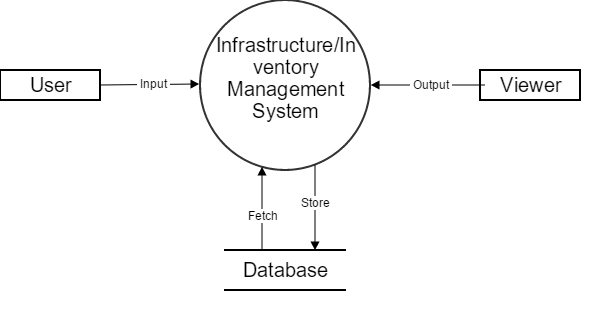 Infrastructure/In
ventory
Management
System
User
Input
Output
Viewer
Fetch
Store
Database